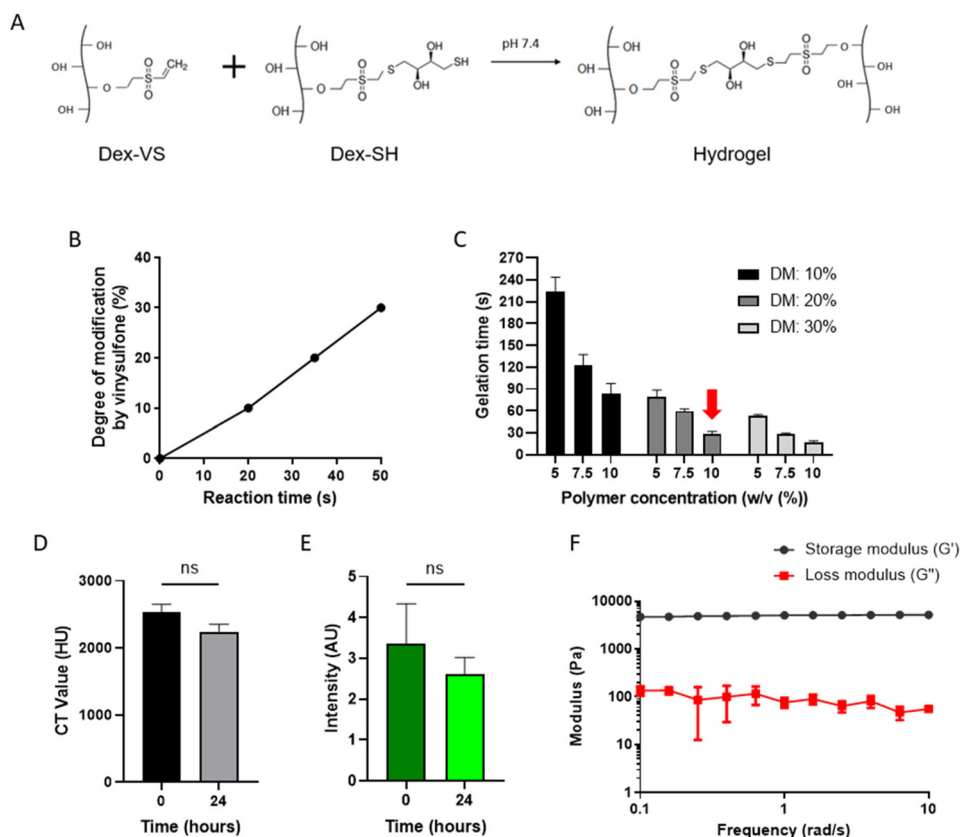 A
OH
OH
OH
OH
O
S
O
O
CH2
+
OH
OH
OH
OH
O
S
O
O
S
OH
OH
SH
pH 7.4
OH
OH
OH
OH
O
S
O
O
S
OH
OH
S
S
O
O
O
OH
OH
OH
OH
Dex-VS
Dex-SH
Hydrogel
B
Degree of modification
by vinysulfone (%)
40
30
20
10
0
0 10 20 30 40 50
Reaction time (s)
C
Gelation time (s)
270
240
210
180
150
120
90
60
30
0
DM: 10%
DM: 20%
DM: 30%
5 7.5 10 5 7.5 10 5 7.5 10
Polymer concentration (w/v (%))
D
ns
CT Value (HU)
3000
2000
1000
0
0 24
Time (hours)
E
ns
Intensity (AU)
5
4
3
2
1
0
0 24
Time (hours)
F
Storage modulus (G')
Loss modulus (G'')
Modulus (Pa)
10000
1000
100
10
1
0.1 1 10
Frequency (rad/s)